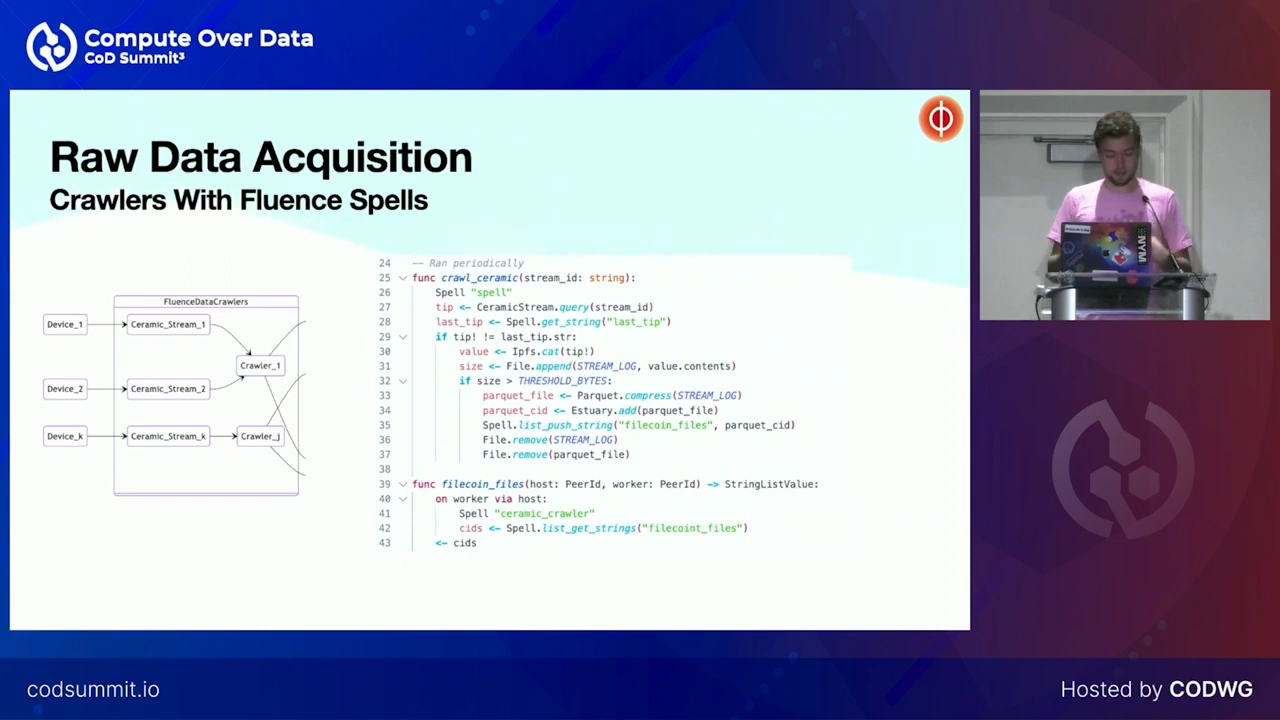 Compute Over Data
CoD Summit³
Raw Data Acquisition
Crawlers With Fluence Spells
FluenceDataCrawlers
Device_1
Ceramic_Stream_1
Crawler_1
Device_2
Ceramic_Stream_2
Device_k
Ceramic_Stream_k
Crawler_j
24 -- Ran periodically
25 func crawl_ceramic(stream_id: string):
26 Spell "spell"
27 tip <- CeramicStream.query(stream_id)
28 last_tip <- Spell.get_string("last_tip")
29 if tip! != last_tip.str:
30 value <- Ipfs.cat(tip!)
31 size <- File.append(STREAM_LOG, value.contents)
32 if size > THRESHOLD_BYTES:
33 parquet_file <- Parquet.compress(STREAM_LOG)
34 parquet_cid <- Estuary.add(parquet_file)
35 Spell.list_push_string("filecoin_files", parquet_cid)
36 File.remove(STREAM_LOG)
37 File.remove(parquet_file)
38
39 func filecoin_files(host: PeerId, worker: PeerId) -> StringListValue:
40 on worker via host:
41 Spell "ceramic_crawler"
42 cids <- Spell.list_get_strings("filecoint_files")
43 <- cids
NYM
codsummit.io
Hosted by CODWG